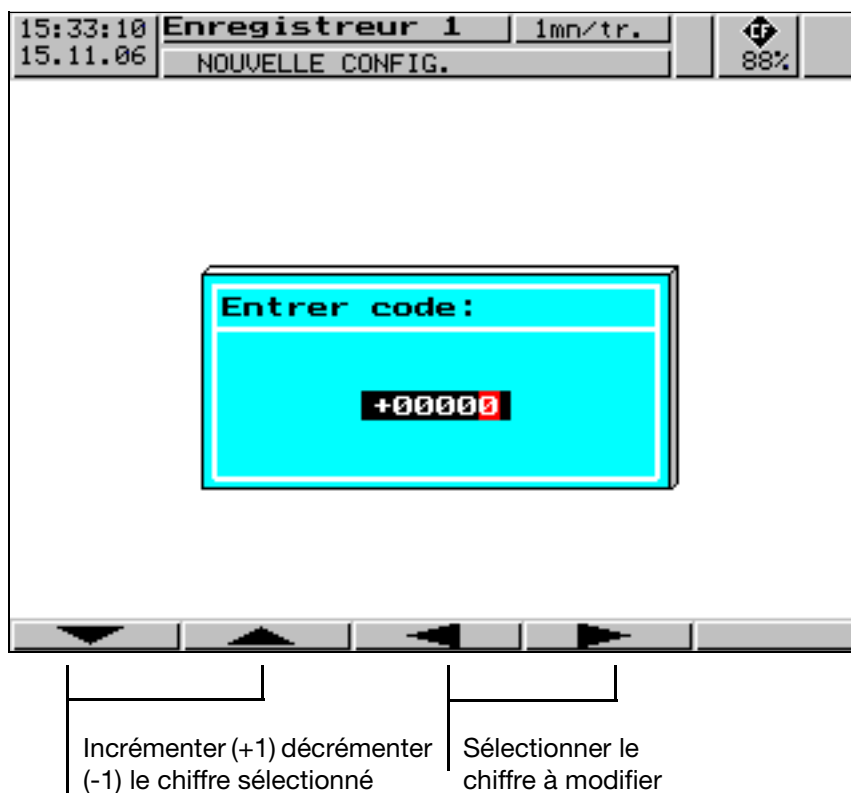 15:33:10 Enregistreur 1 1mn/tr. CF
15.11.06 NOUVELLE CONFIG. 88%
Entrer code:
+00000
Incrémenter (+1) décrémenter
(-1) le chiffre sélectionné
Sélectionner le
chiffre à modifier